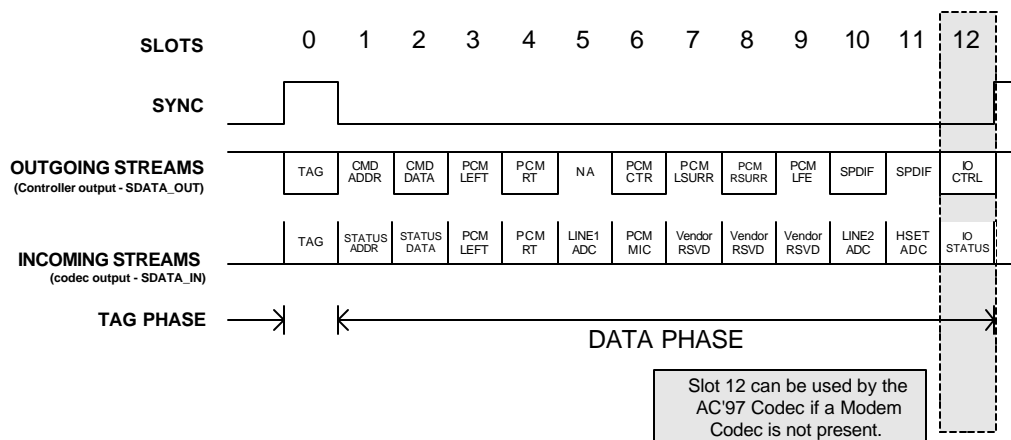 SLOTS 0 1 2 3 4 5 6 7 8 9 10 11 12
SYNC
OUTGOING STREAMS
(Controller output - SDATA_OUT)
TAG
CMD
ADDR
CMD
DATA
PCM
LEFT
PCM
RT
NA
PCM
CTR
PCM
LSURR
PCM
RSURR
PCM
LFE
SPDIF
SPDIF
IO
CTRL
INCOMING STREAMS
(codec output - SDATA_IN)
TAG
STATUS
ADDR
STATUS
DATA
PCM
LEFT
PCM
RT
LINE1
ADC
PCM
MIC
Vendor
RSVD
Vendor
RSVD
Vendor
RSVD
LINE2
ADC
HSET
ADC
IO
STATUS
TAG PHASE
DATA PHASE
Slot 12 can be used by the
AC'97 Codec if a Modem
Codec is not present.